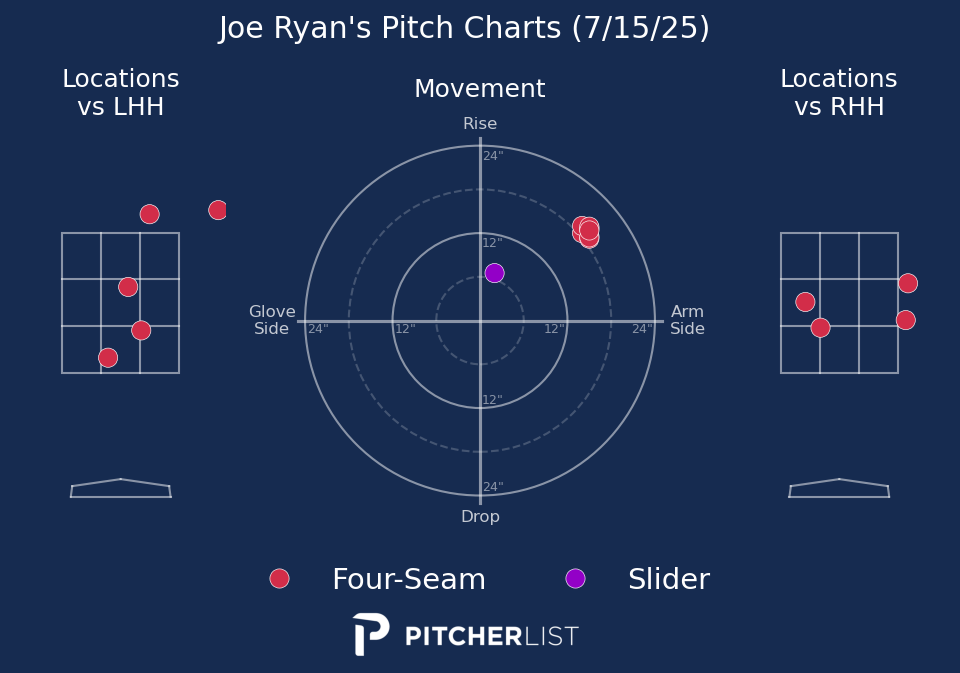 Joe Ryan's Pitch Charts (7/15/25)
Locations
vs LHH
Movement
Locations
vs RHH
Rise
24"
12"
Glove
Side
24"
12"
12"
24"
Arm
Side
12"
24"
Drop
Four-Seam
Slider
PITCHERLIST